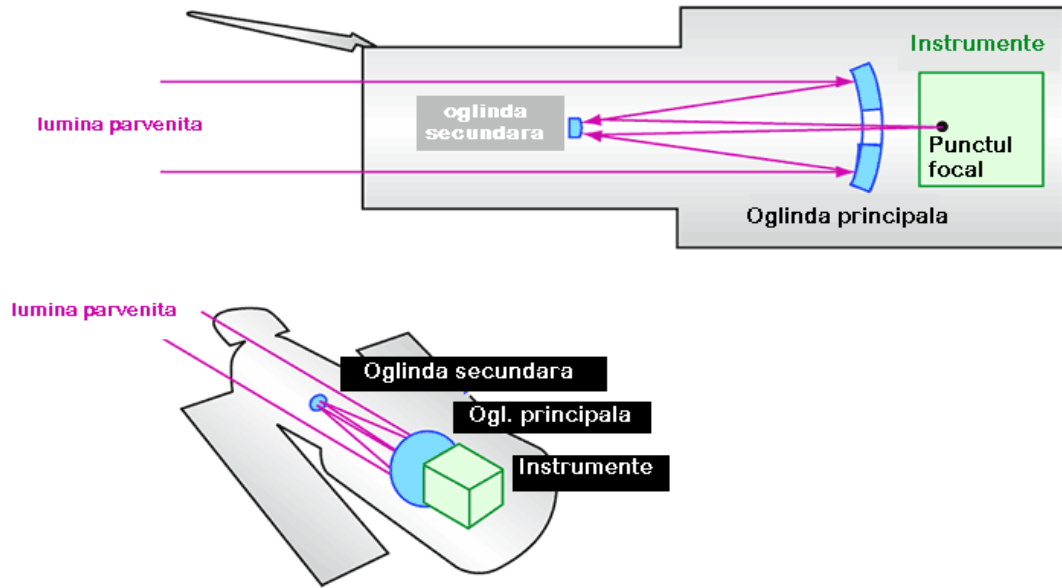 Instrumente
oglinda
secundara
lumina parvenita
Punctul
focal
Oglinda principala
lumina parvenita
Oglinda secundara
Ogl. principala
Instrumente